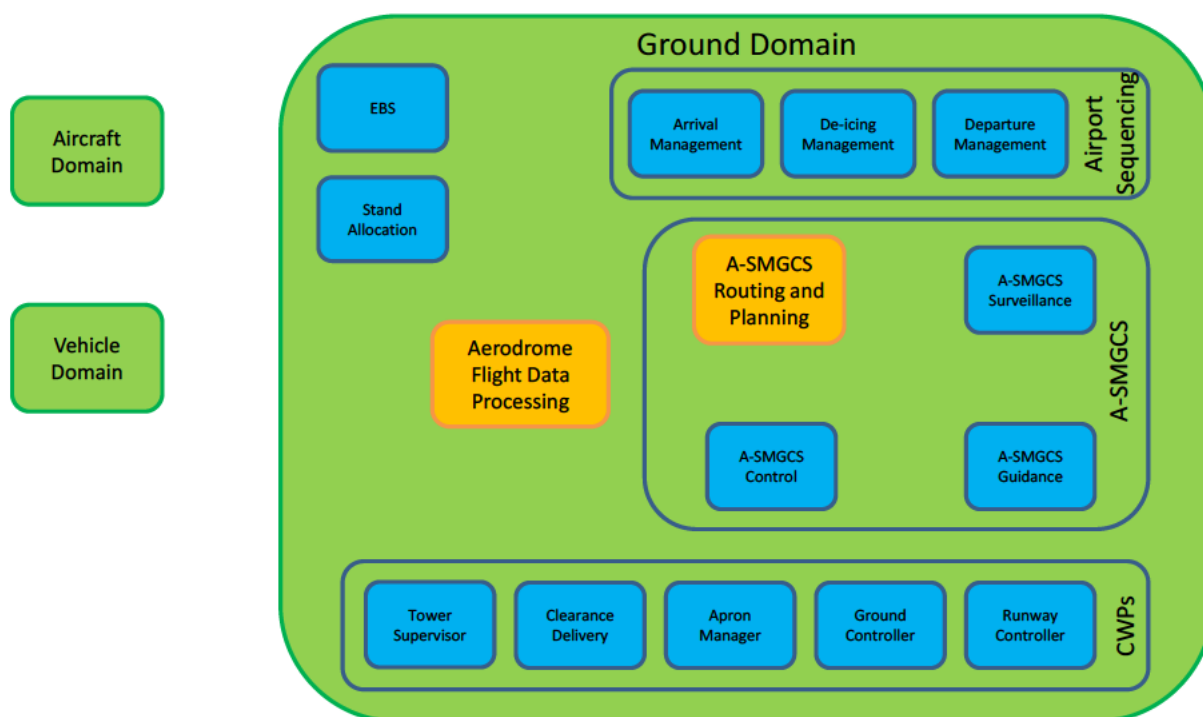 Ground Domain
Aircraft
Domain
Vehicle
Domain
EBS
Stand
Allocation
Arrival
Management
De-icing
Management
Departure
Management
Airport
Sequencing
Aerodrome
Flight Data
Processing
A-SMGCS
Routing and
Planning
A-SMGCS
Surveillance
A-SMGCS
Control
A-SMGCS
Guidance
A-SMGCS
Tower
Supervisor
Clearance
Delivery
Apron
Manager
Ground
Controller
Runway
Controller
CWPs